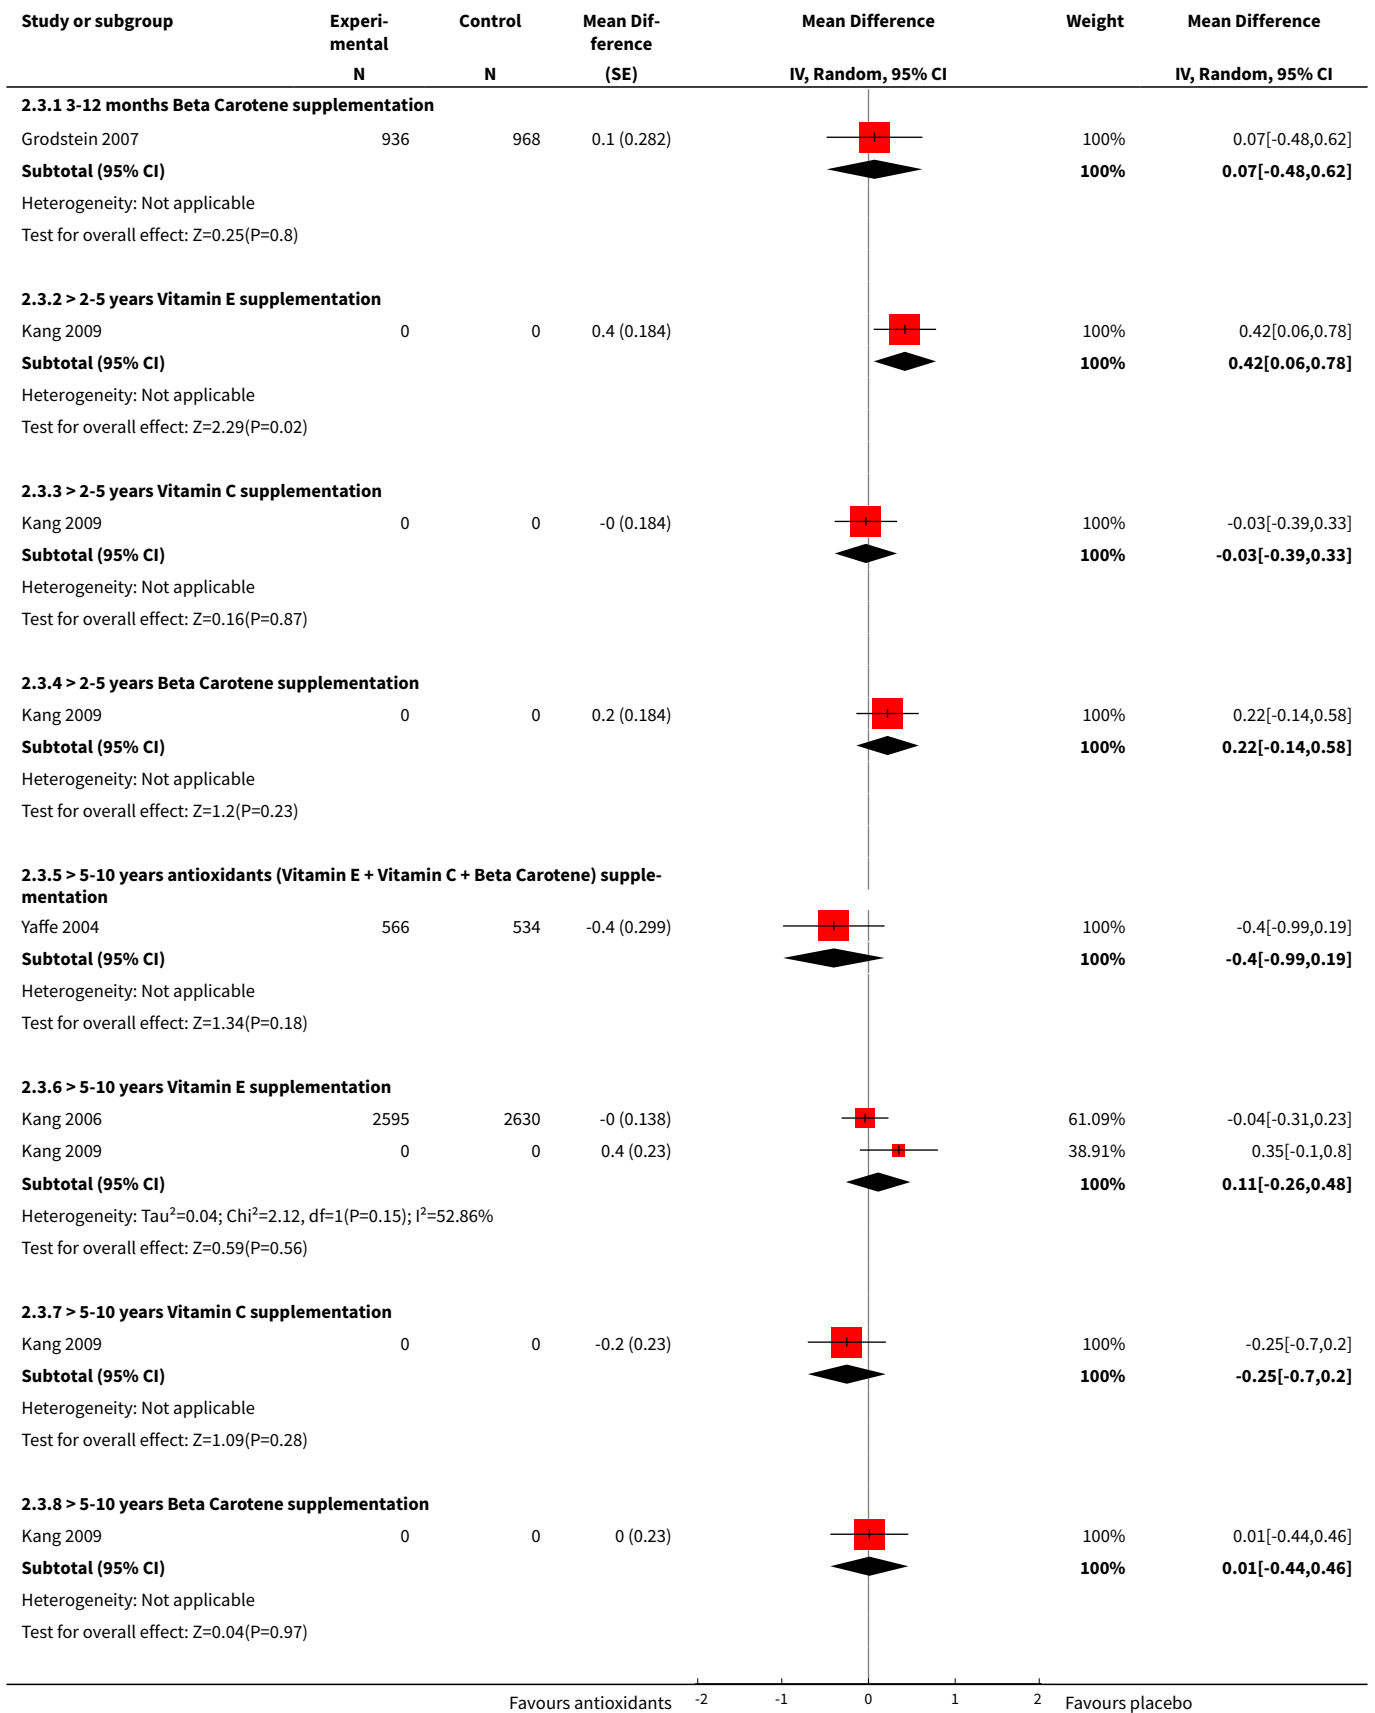 Study or subgroup Experi- Control Mean Dif- Mean Difference Weight Mean Difference
mental ference
N N (SE) IV, Random, 95% CI IV, Random, 95% CI
2.3.1 3-12 months Beta Carotene supplementation
Grodstein 2007 936 968 0.1 (0.282) 100% 0.07[-0.48,0.62]
Subtotal (95% CI) 100% 0.07[-0.48,0.62]
Heterogeneity: Not applicable
Test for overall effect: Z=0.25(P=0.8)
2.3.2 > 2-5 years Vitamin E supplementation
Kang 2009 0 0 0.4 (0.184) 100% 0.42[0.06,0.78]
Subtotal (95% CI) 100% 0.42[0.06,0.78]
Heterogeneity: Not applicable
Test for overall effect: Z=2.29(P=0.02)
2.3.3 > 2-5 years Vitamin C supplementation
Kang 2009 0 0 -0 (0.184) 100% -0.03[-0.39,0.33]
Subtotal (95% CI) 100% -0.03[-0.39,0.33]
Heterogeneity: Not applicable
Test for overall effect: Z=0.16(P=0.87)
2.3.4 > 2-5 years Beta Carotene supplementation
Kang 2009 0 0 0.2 (0.184) 100% 0.22[-0.14,0.58]
Subtotal (95% CI) 100% 0.22[-0.14,0.58]
Heterogeneity: Not applicable
Test for overall effect: Z=1.2(P=0.23)
2.3.5 > 5-10 years antioxidants (Vitamin E + Vitamin C + Beta Carotene) supple-
mentation
Yaffe 2004 566 534 -0.4 (0.299) 100% -0.4[-0.99,0.19]
Subtotal (95% CI) 100% -0.4[-0.99,0.19]
Heterogeneity: Not applicable
Test for overall effect: Z=1.34(P=0.18)
2.3.6 > 5-10 years Vitamin E supplementation
Kang 2006 2595 2630 -0 (0.138) 61.09% -0.04[-0.31,0.23]
Kang 2009 0 0 0.4 (0.23) 38.91% 0.35[-0.1,0.8]
Subtotal (95% CI) 100% 0.11[-0.26,0.48]
Heterogeneity: Tau²=0.04; Chi²=2.12, df=1(P=0.15); I²=52.86%
Test for overall effect: Z=0.59(P=0.56)
2.3.7 > 5-10 years Vitamin C supplementation
Kang 2009 0 0 -0.2 (0.23) 100% -0.25[-0.7,0.2]
Subtotal (95% CI) 100% -0.25[-0.7,0.2]
Heterogeneity: Not applicable
Test for overall effect: Z=1.09(P=0.28)
2.3.8 > 5-10 years Beta Carotene supplementation
Kang 2009 0 0 0 (0.23) 100% 0.01[-0.44,0.46]
Subtotal (95% CI) 100% 0.01[-0.44,0.46]
Heterogeneity: Not applicable
Test for overall effect: Z=0.04(P=0.97)
Favours antioxidants -2 -1 0 1 2 Favours placebo